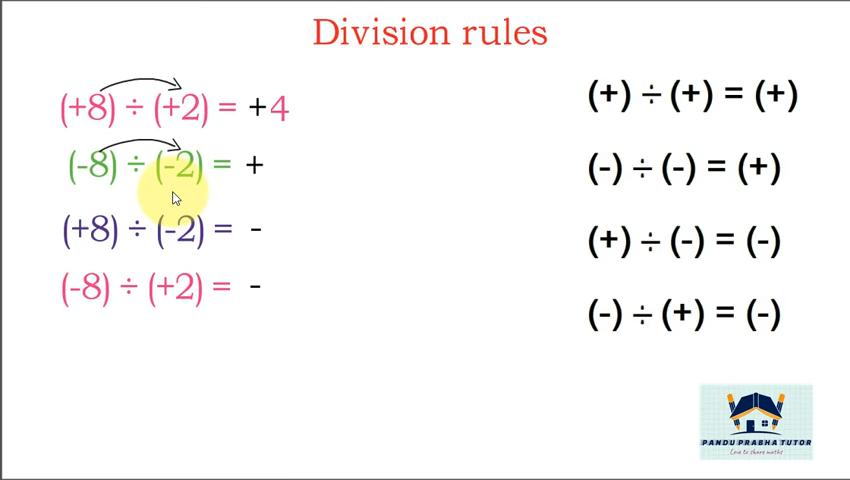 Division rules
(+8) ÷ (+2) = +4
(-8) ÷ (-2) = +
(+8) ÷ (-2) = -
(-8) ÷ (+2) = -
(+) ÷ (+) = (+)
(-) ÷ (-) = (+)
(+) ÷ (-) = (-)
(-) ÷ (+) = (-)
PANDU PRABHA TUTOR
Love to share maths